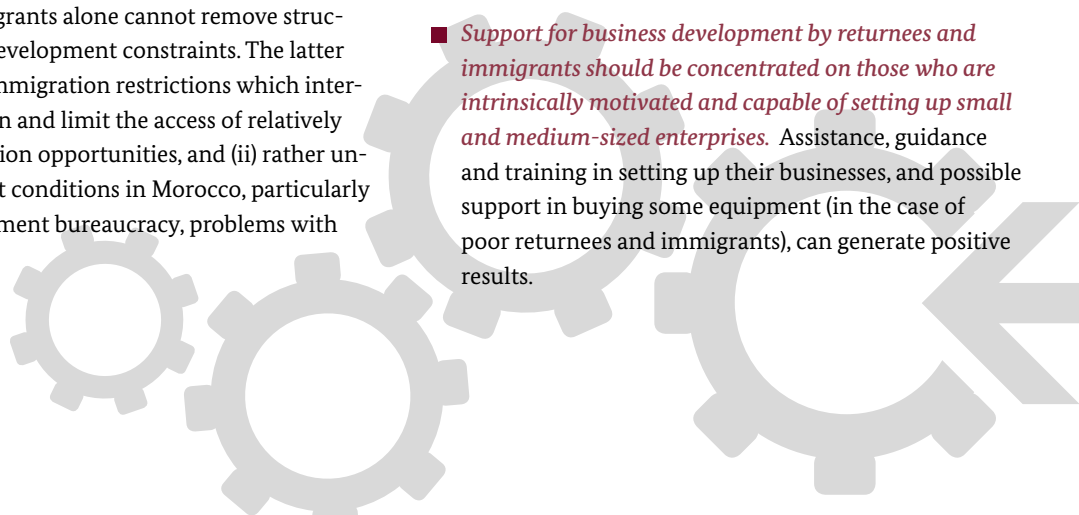 grants alone cannot remove struc-
evelopment constraints. The latter
migration restrictions which inter-
n and limit the access of relatively
ion opportunities, and (ii) rather un-
t conditions in Morocco, particularly
ment bureaucracy, problems with
Support for business development by returnees and
immigrants should be concentrated on those who are
intrinsically motivated and capable of setting up small
and medium-sized enterprises. Assistance, guidance
and training in setting up their businesses, and possible
support in buying some equipment (in the case of
poor returnees and immigrants), can generate positive
results.